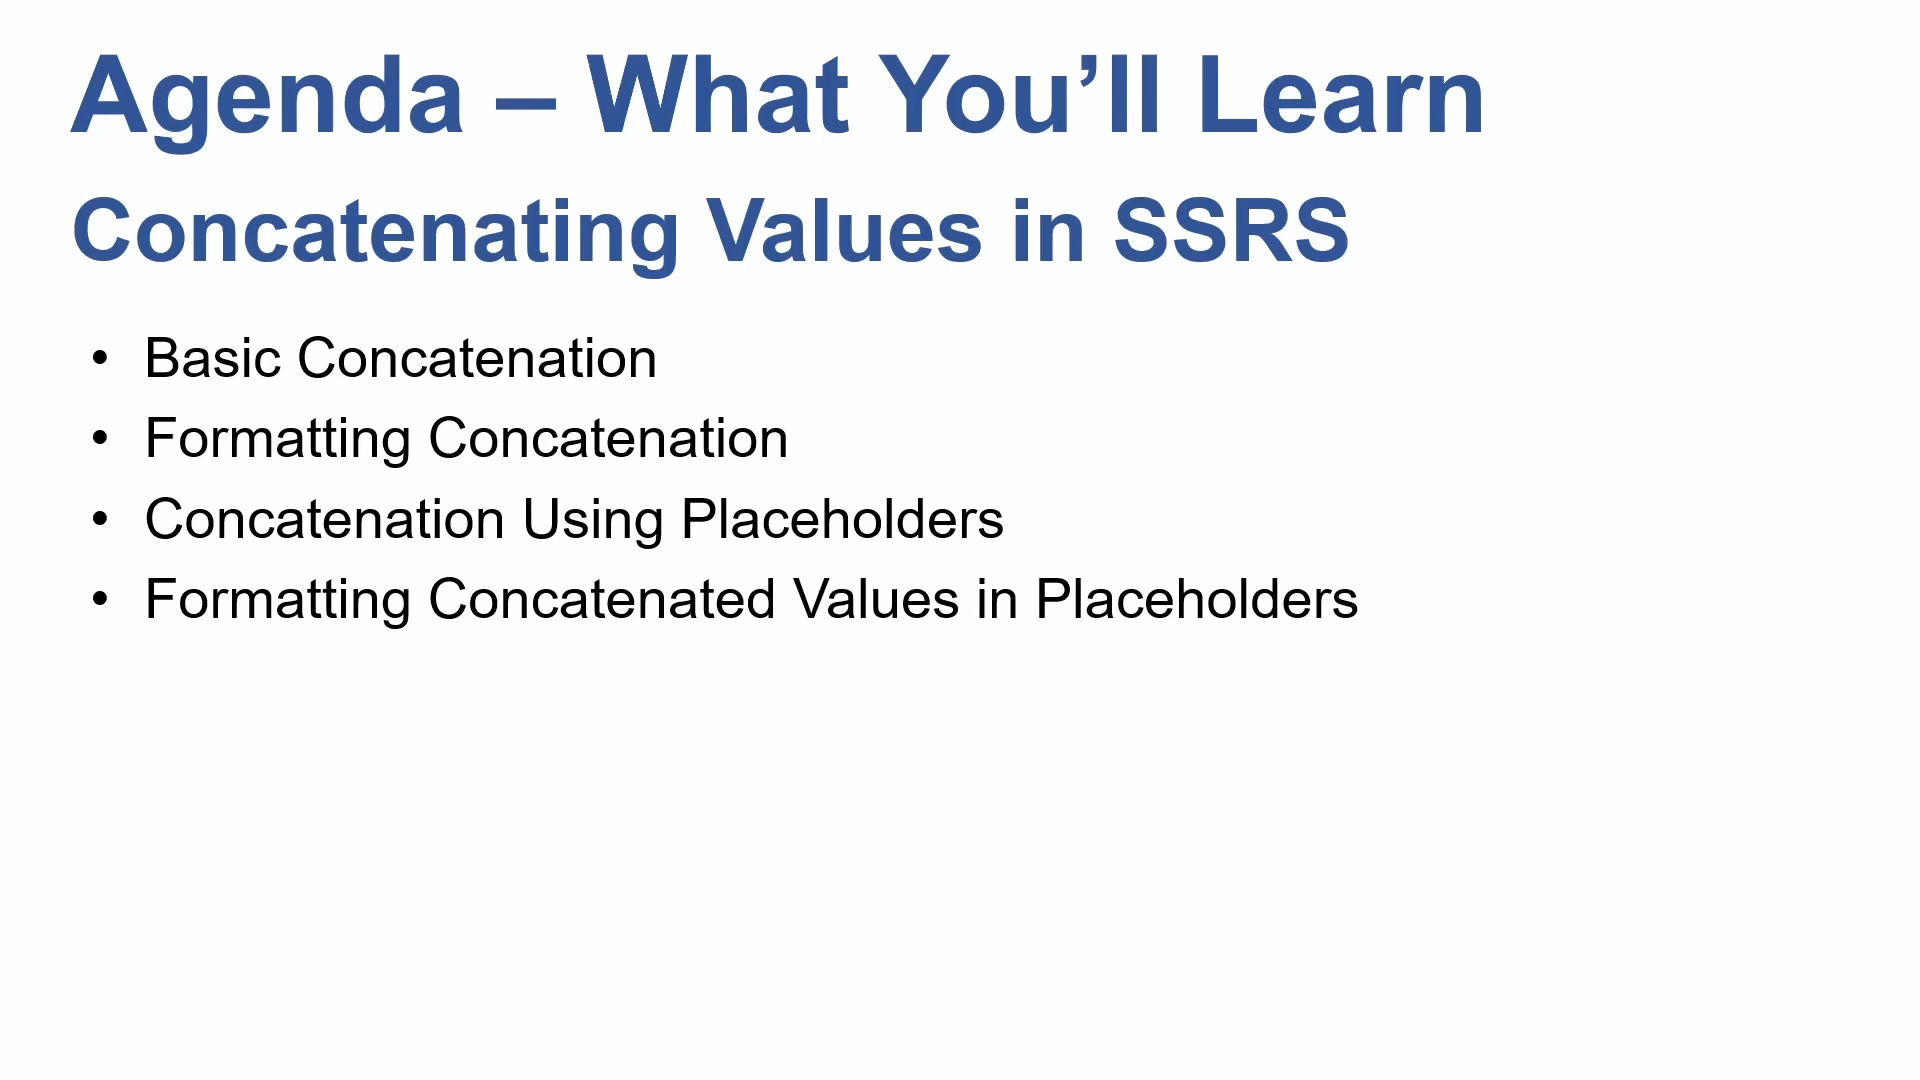 Agenda – What You’ll Learn
Concatenating Values in SSRS
• Basic Concatenation
• Formatting Concatenation
• Concatenation Using Placeholders
• Formatting Concatenated Values in Placeholders